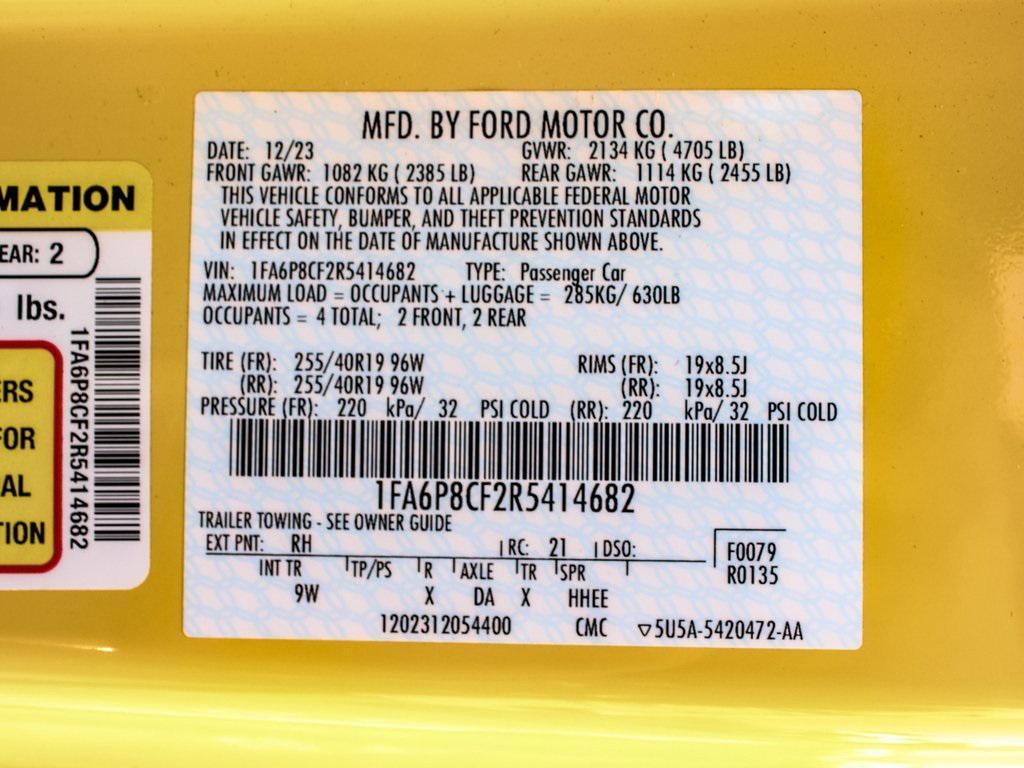 MATION
EAR: 2
lbs.
ERS
FOR
AL
TION
1FA6P8CF2R5414682
MFD. BY FORD MOTOR CO.
DATE: 12/23 GVWR: 2134 KG ( 4705 LB)
FRONT GAWR: 1082 KG ( 2385 LB) REAR GAWR: 1114 KG ( 2455 LB)
THIS VEHICLE CONFORMS TO ALL APPLICABLE FEDERAL MOTOR
VEHICLE SAFETY, BUMPER, AND THEFT PREVENTION STANDARDS
IN EFFECT ON THE DATE OF MANUFACTURE SHOWN ABOVE.
VIN: 1FA6P8CF2R5414682 TYPE: Passenger Car
MAXIMUM LOAD = OCCUPANTS + LUGGAGE = 285KG/ 630LB
OCCUPANTS = 4 TOTAL; 2 FRONT, 2 REAR
TIRE (FR): 255/40R19 96W RIMS (FR): 19x8.5J
(RR): 255/40R19 96W (RR): 19x8.5J
PRESSURE (FR): 220 kPa/ 32 PSI COLD (RR): 220 kPa/ 32 PSI COLD
1FA6P8CF2R5414682
TRAILER TOWING - SEE OWNER GUIDE
EXT PNT: RH RC: 21 DSO: F0079
R0135
INT TR TP/PS R AXLE TR SPR
9W X DA X HHEE
1202312054400 CMC ▽5U5A-5420472-AA